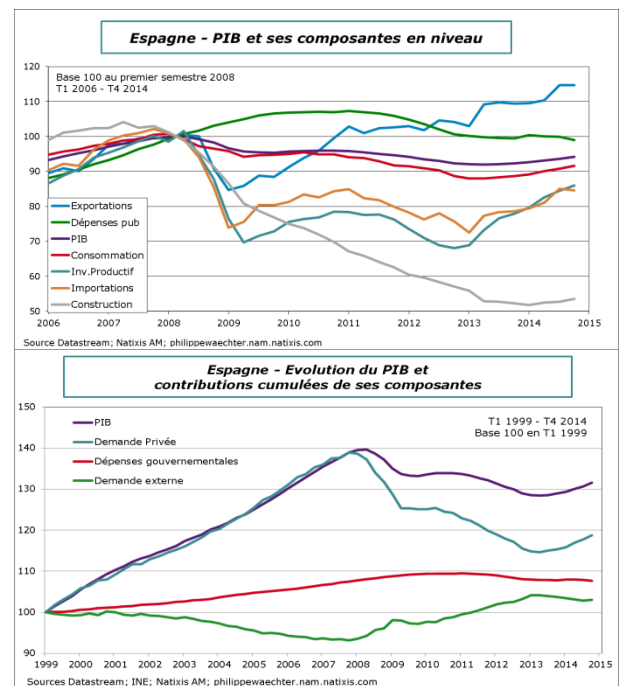 Espagne - PIB et ses composantes en niveau
120
110
100
90
80
70
60
50
Base 100 au premier semestre 2008
T1 2006 - T4 2014
Exportations
Dépenses pub
PIB
Consommation
Inv.Productif
Importations
Construction
2006 2007 2008 2009 2010 2011 2012 2013 2014 2015
Source Datastream; Natixis AM; philippewaechter.nam.natixis.com
Espagne - Evolution du PIB et
contributions cumulées de ses composantes
150
140
130
120
110
100
90
PIB
Demande Privée
Dépenses gouvernementales
Demande externe
T1 1999 - T4 2014
Base 100 en T1 1999
1999 2000 2001 2002 2003 2004 2005 2006 2007 2008 2009 2010 2011 2012 2013 2014 2015
Sources Datastream; INE; Natixis AM; philippewaechter.nam.natixis.com